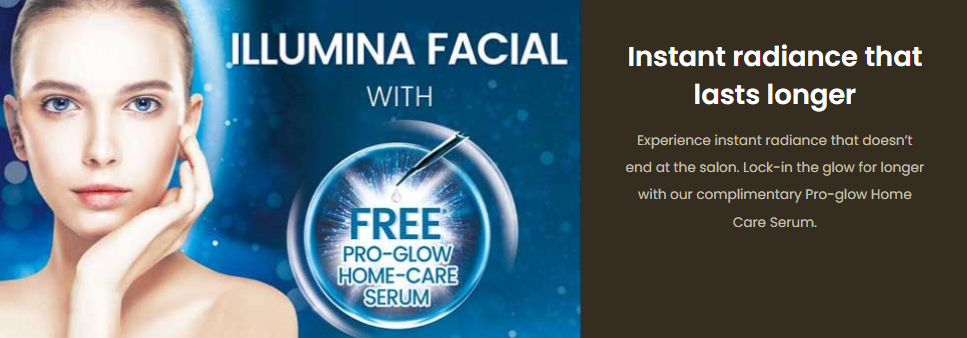 ILLUMINA FACIAL
WITH
FREE
PRO-GLOW
HOME-CARE
SERUM
Instant radiance that
lasts longer
Experience instant radiance that doesn’t
end at the salon. Lock-in the glow for longer
with our complimentary Pro-glow Home
Care Serum.